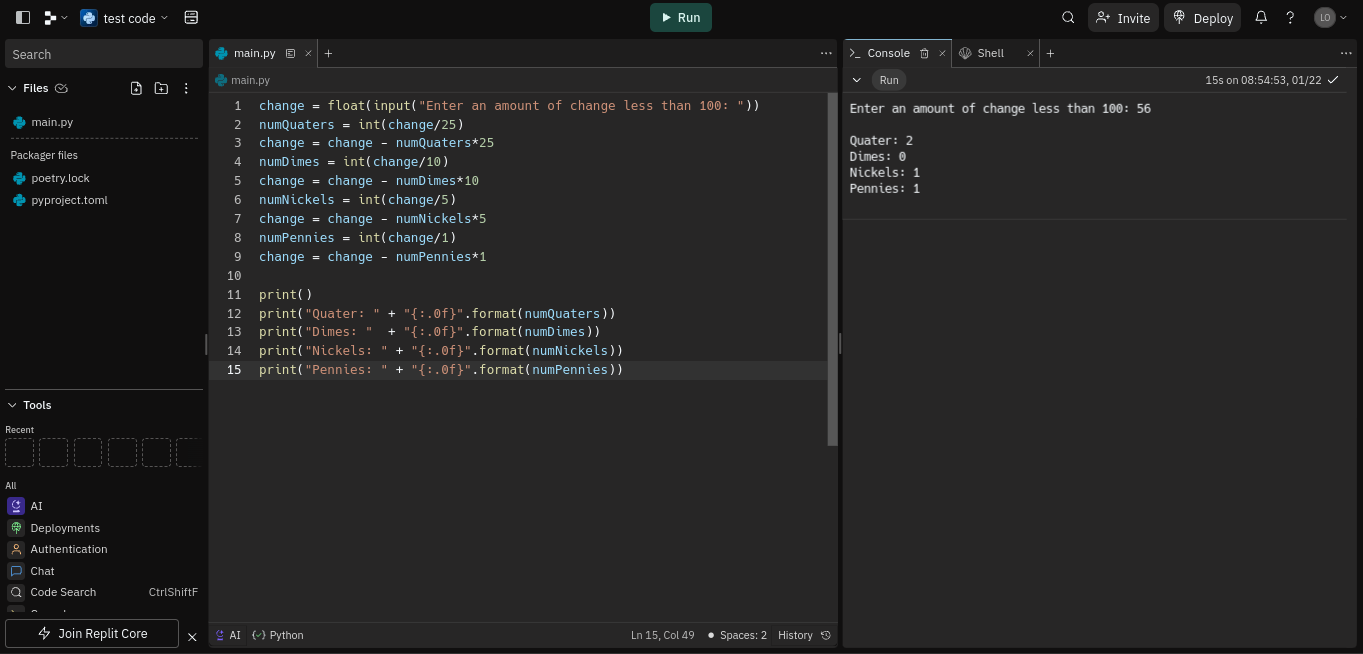 test code
Run
Invite
Deploy
LO
Search
Files
main.py
Packager files
poetry.lock
pyproject.toml
Tools
Recent
All
AI
Deployments
Authentication
Chat
Code Search CtrlShiftF
Join Replit Core
main.py
main.py
1 change = float(input("Enter an amount of change less than 100: "))
2 numQuaters = int(change/25)
3 change = change - numQuaters*25
4 numDimes = int(change/10)
5 change = change - numDimes*10
6 numNickels = int(change/5)
7 change = change - numNickels*5
8 numPennies = int(change/1)
9 change = change - numPennies*1
10
11 print()
12 print("Quater: " + "{:.0f}".format(numQuaters))
13 print("Dimes: "  + "{:.0f}".format(numDimes))
14 print("Nickels: " + "{:.0f}".format(numNickels))
15 print("Pennies: " + "{:.0f}".format(numPennies))
AI Python Ln 15, Col 49 Spaces: 2 History
Console Shell
Run 15s on 08:54:53, 01/22
Enter an amount of change less than 100: 56
Quater: 2
Dimes: 0
Nickels: 1
Pennies: 1